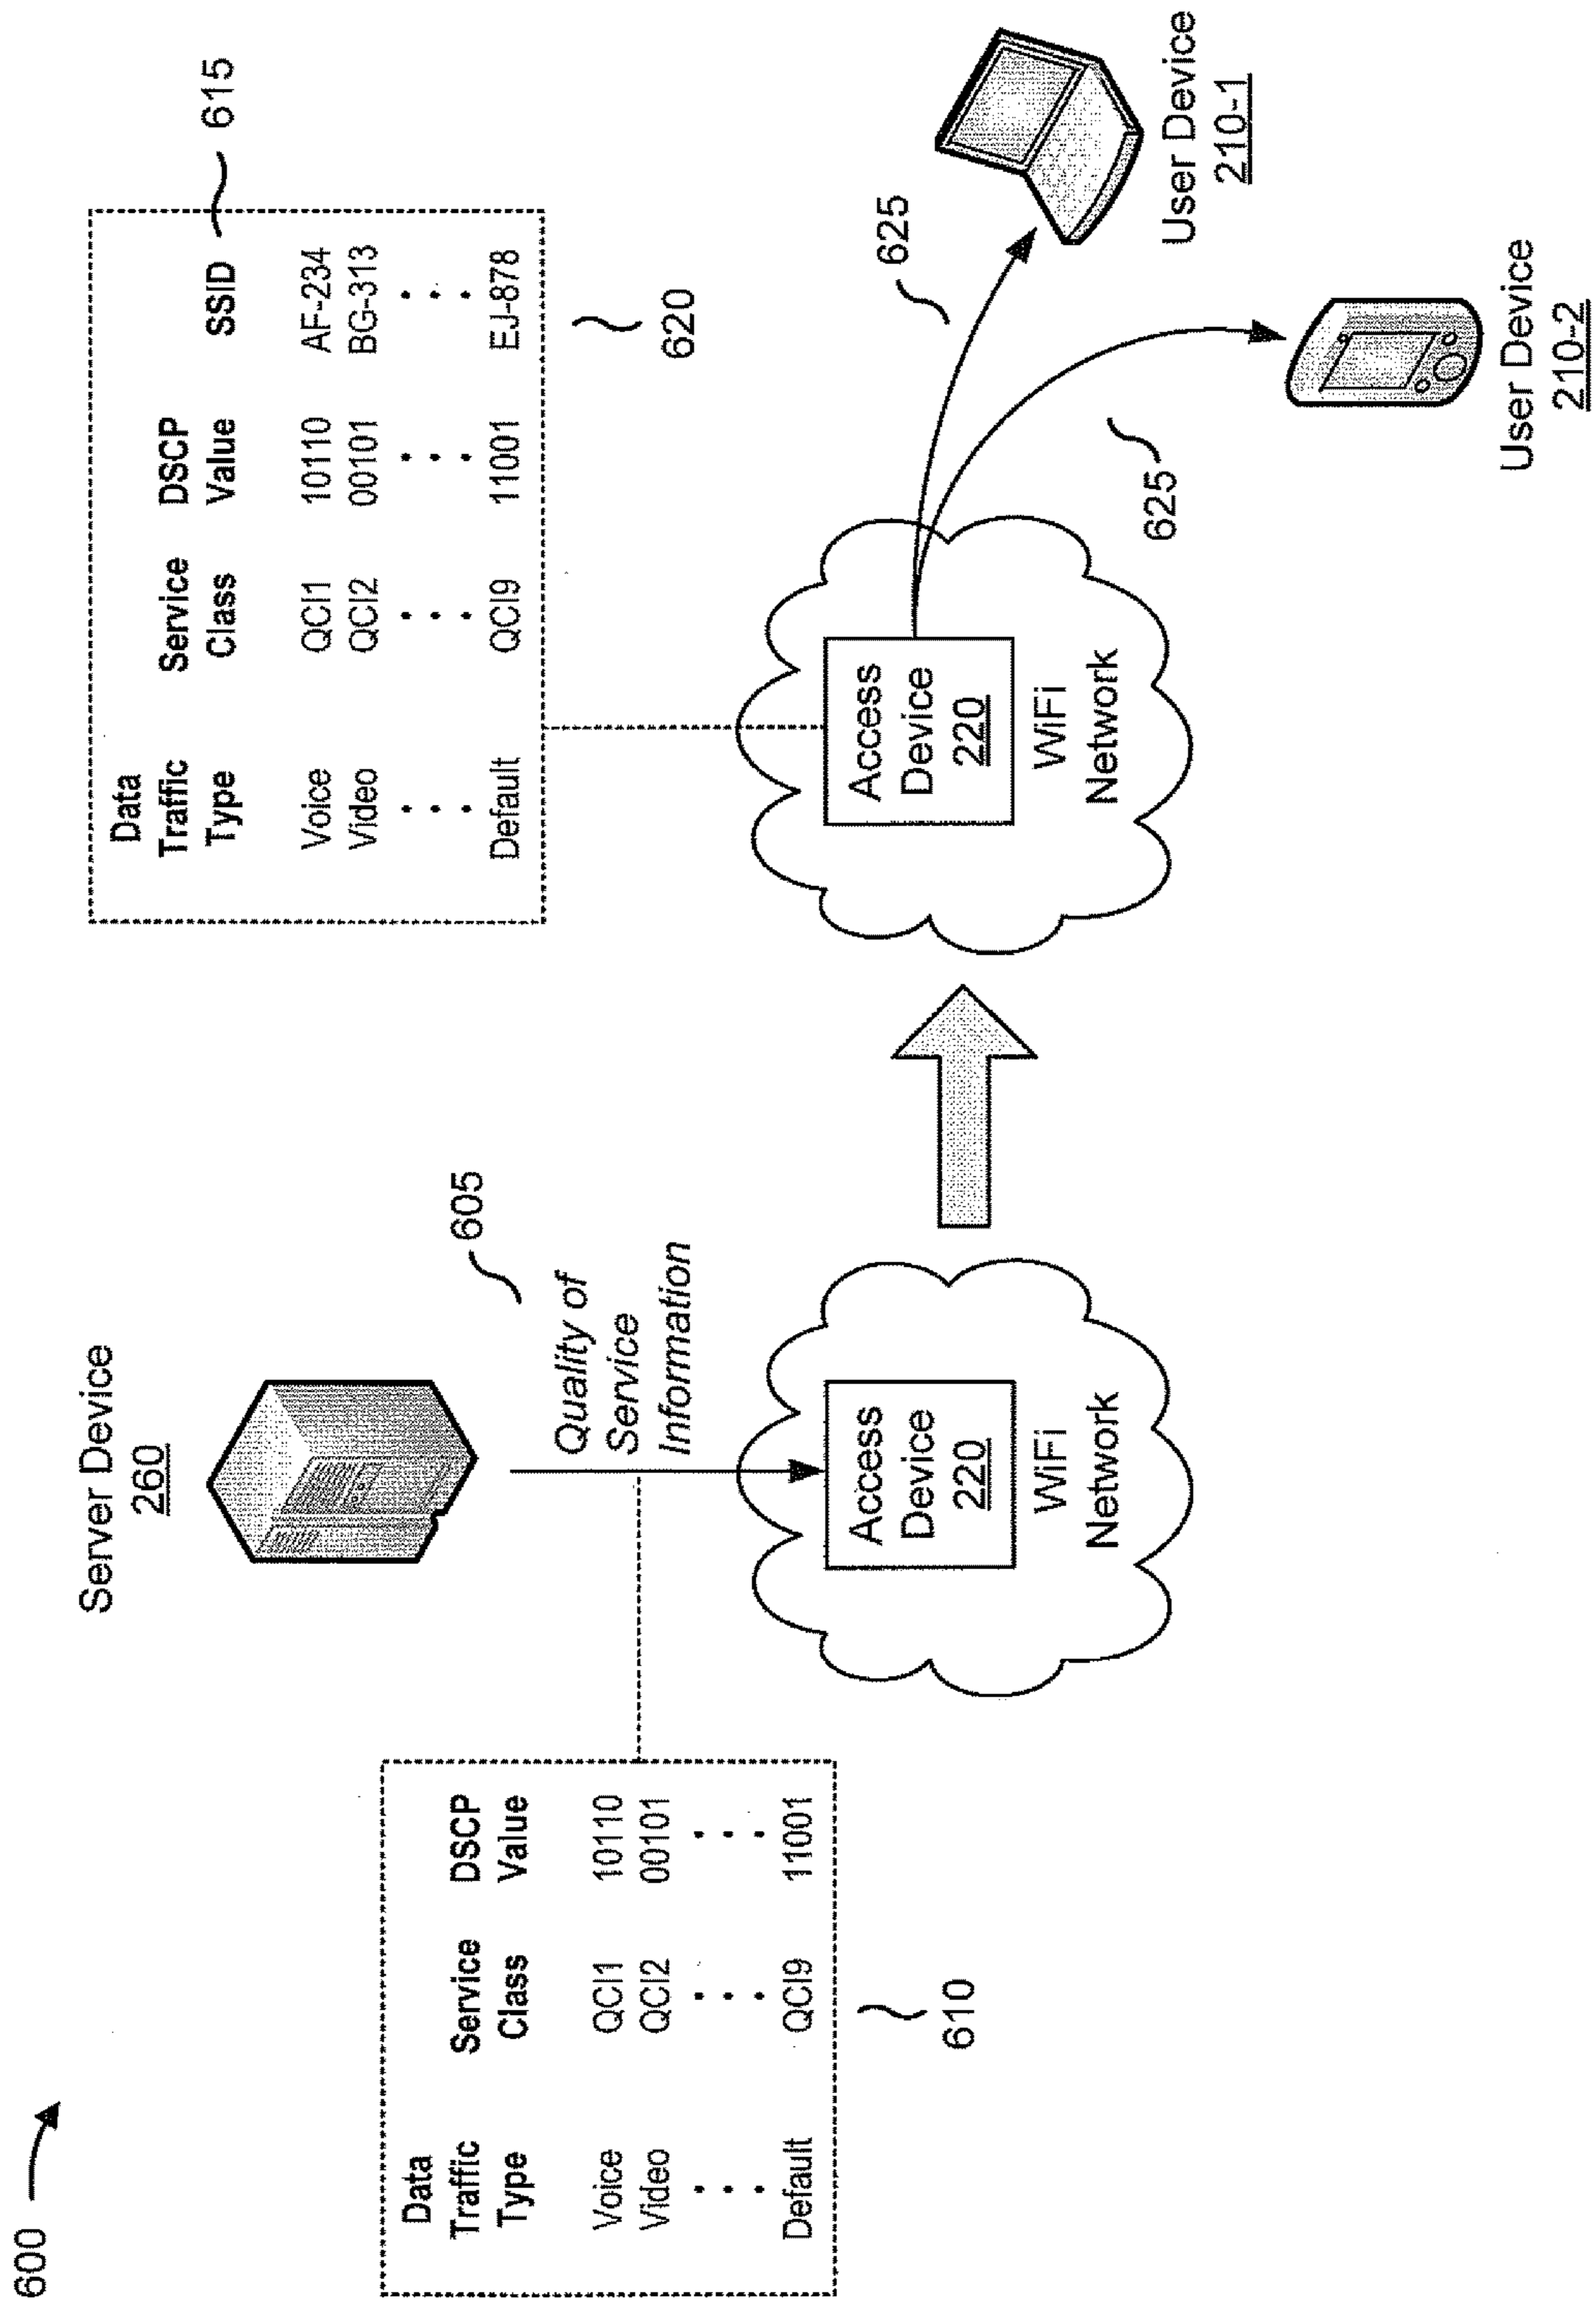 600
Server Device
260
605
Quality of
Service
Information
Data
Traffic Service DSCP
Type Class Value
Voice QCI1 10110
Video QCI2 00101
Default QCI9 11001
610
Access
Device
220
WiFi
Network
Data
Traffic Service DSCP
Type Class Value SSID
615
Voice QCI1 10110 AF-234
Video QCI2 00101 BG-313
Default QCI9 11001 EJ-878
620
Access
Device
220
WiFi
Network
625
625
User Device
210-1
User Device
210-2